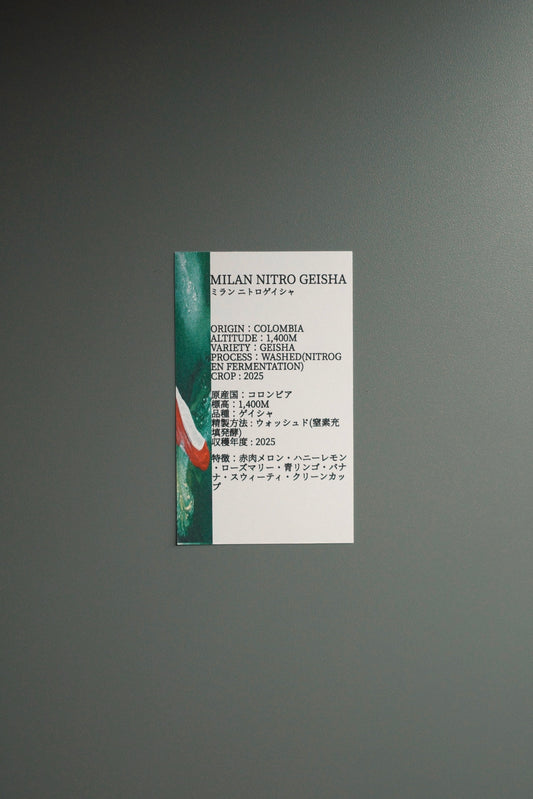 MILAN NITRO GEISHA
ミラン ニトロゲイシャ
ORIGIN：COLOMBIA
ALTITUDE：1,400M
VARIETY：GEISHA
PROCESS：WASHED(NITROG
EN FERMENTATION)
CROP : 2025
原産国：コロンビア
標高：1,400M
品種：ゲイシャ
精製方法 : ウォッシュド(窒素充
填発酵)
収穫年度 : 2025
特徴：赤肉メロン・ハニーレモン
・ローズマリー・青リンゴ・バナ
ナ・スウィーティ・クリーンカッ
プ